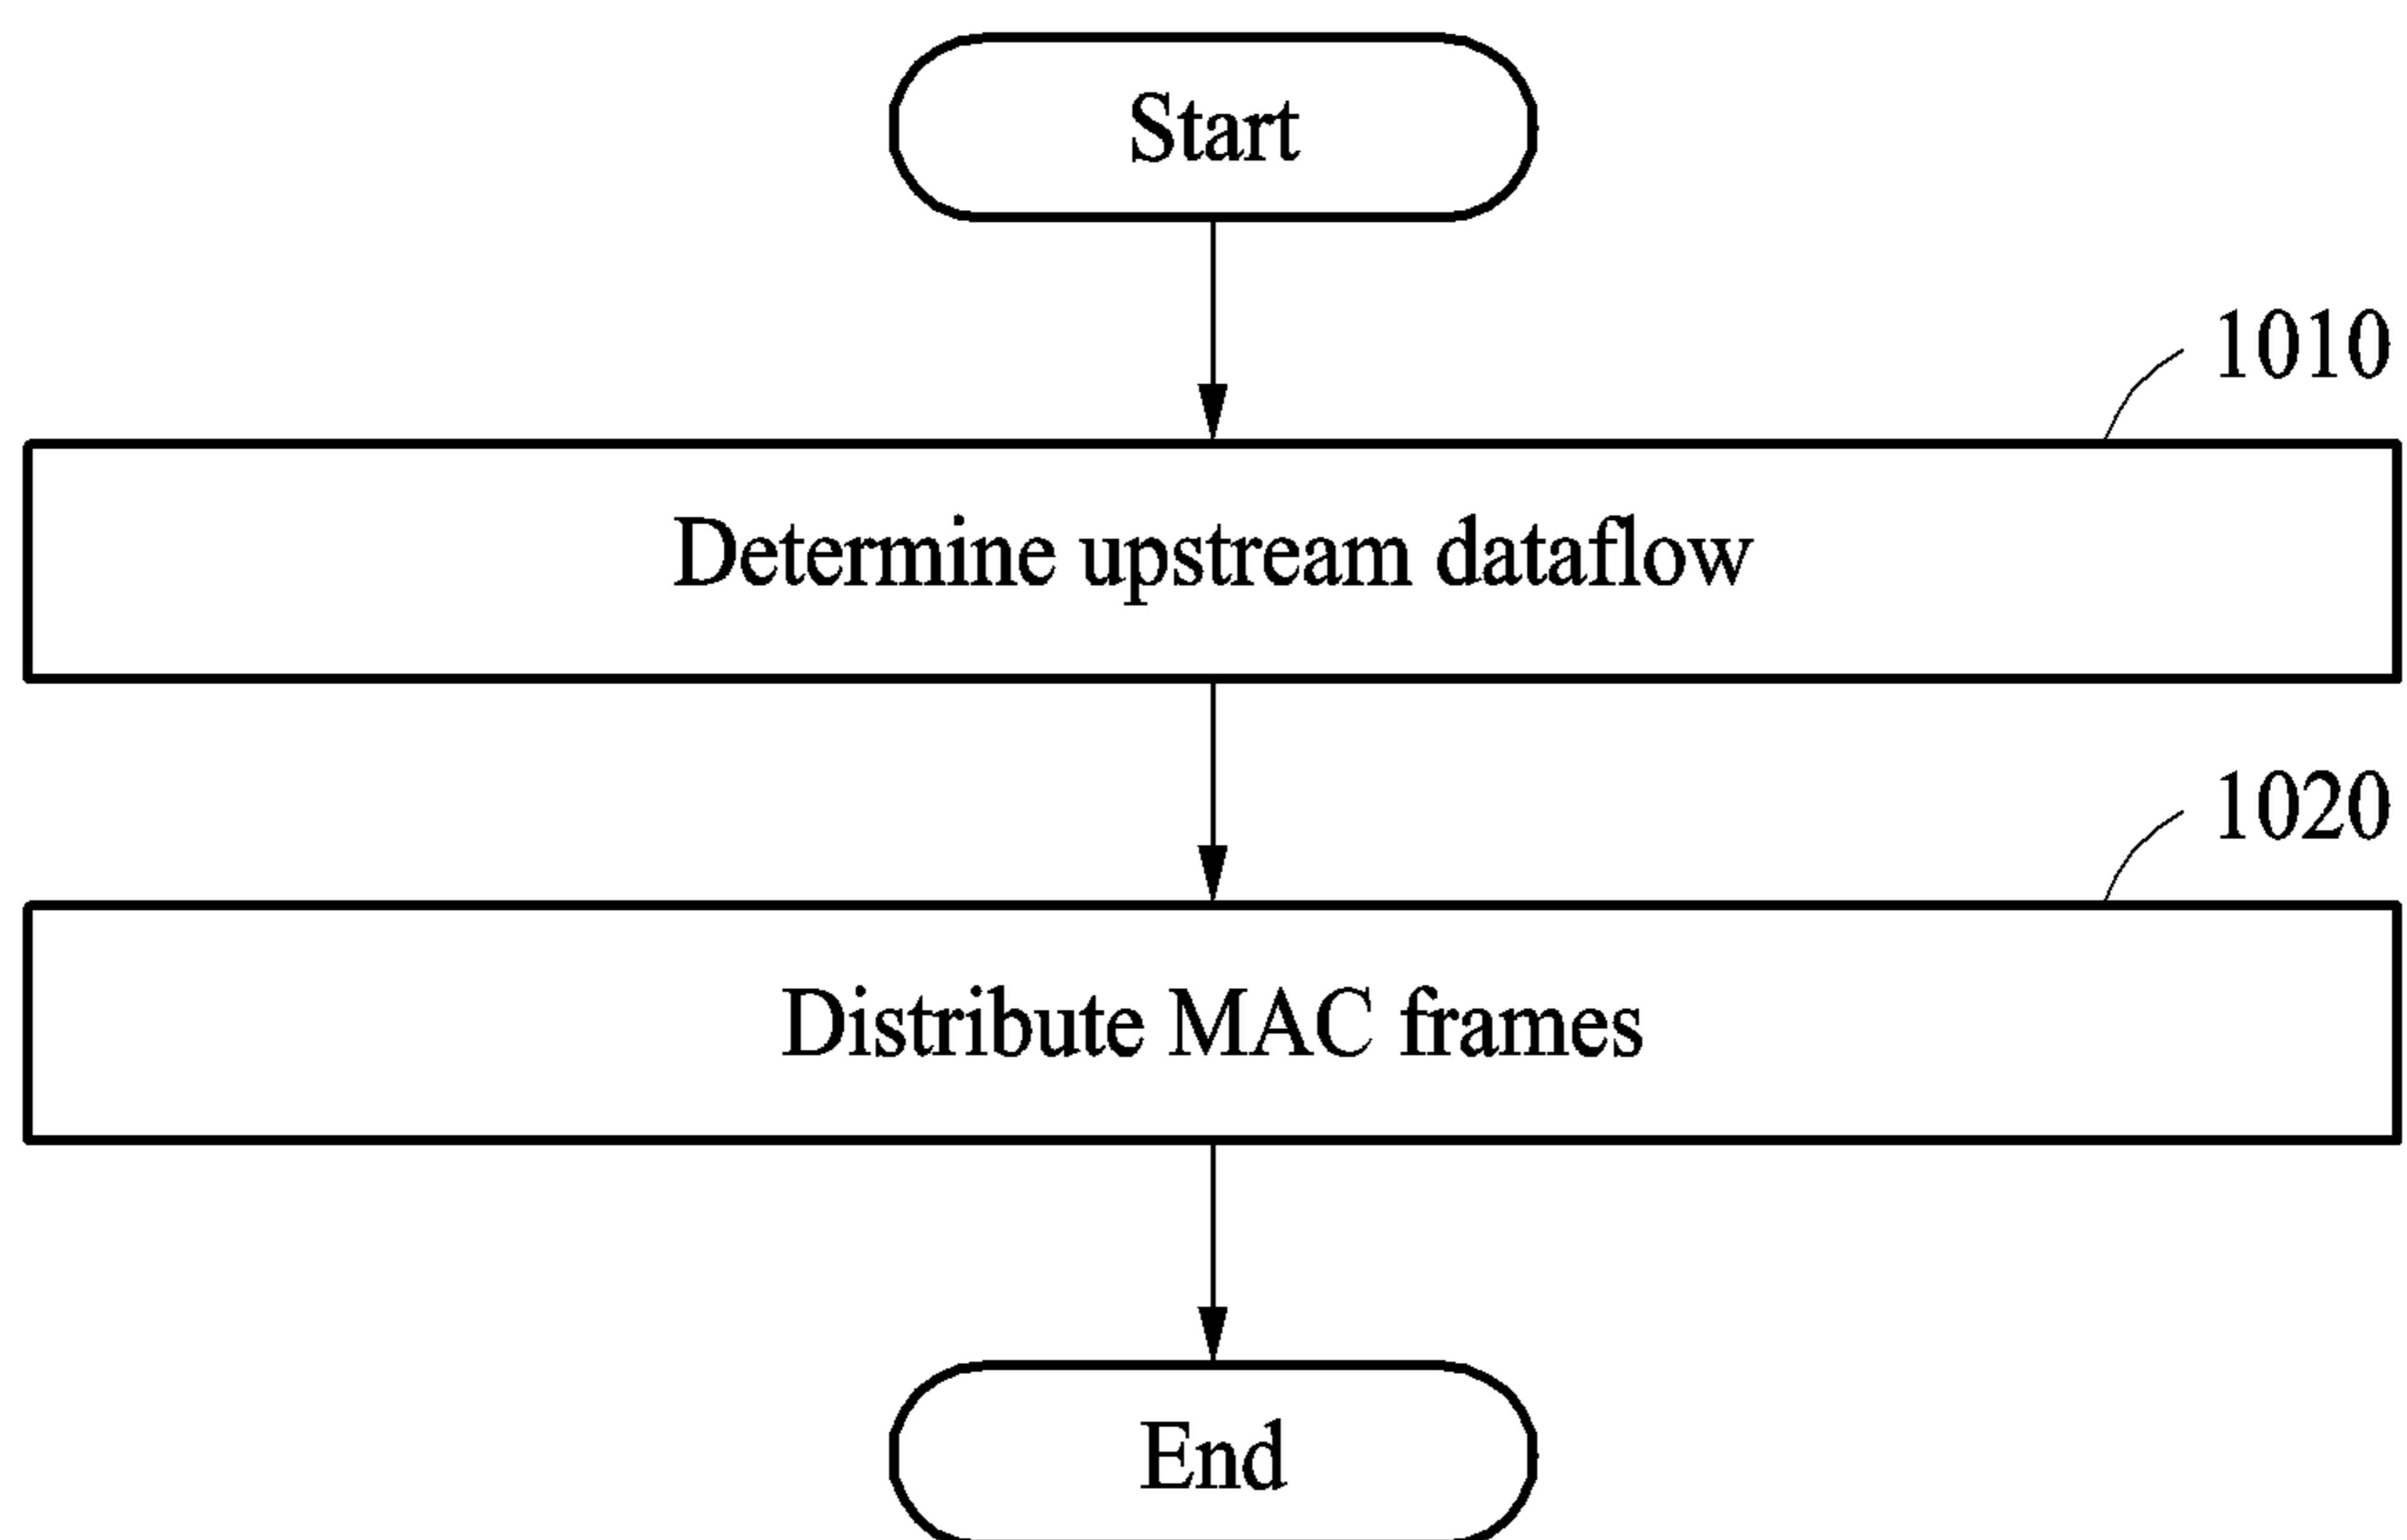 Start
1010
Determine upstream dataflow
1020
Distribute MAC frames
End